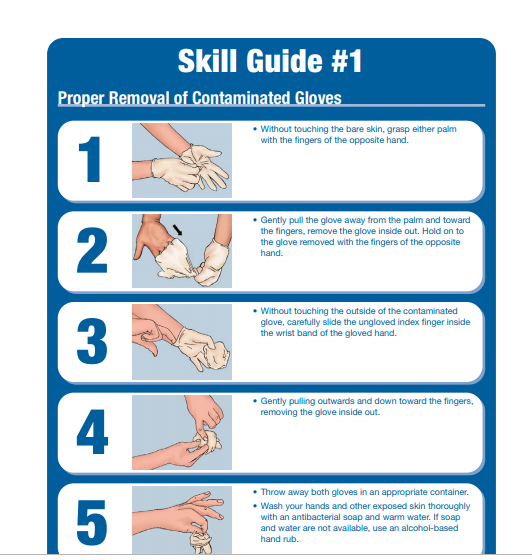 Skill Guide #1
Proper Removal of Contaminated Gloves
1
• Without touching the bare skin, grasp either palm
with the fingers of the opposite hand.
2
• Gently pull the glove away from the palm and toward
the fingers, remove the glove inside out. Hold on to
the glove removed with the fingers of the opposite
hand.
3
• Without touching the outside of the contaminated
glove, carefully slide the ungloved index finger inside
the wrist band of the gloved hand.
4
• Gently pulling outwards and down toward the fingers,
removing the glove inside out.
5
• Throw away both gloves in an appropriate container.
• Wash your hands and other exposed skin thoroughly
with an antibacterial soap and warm water. If soap
and water are not available, use an alcohol-based
hand rub.